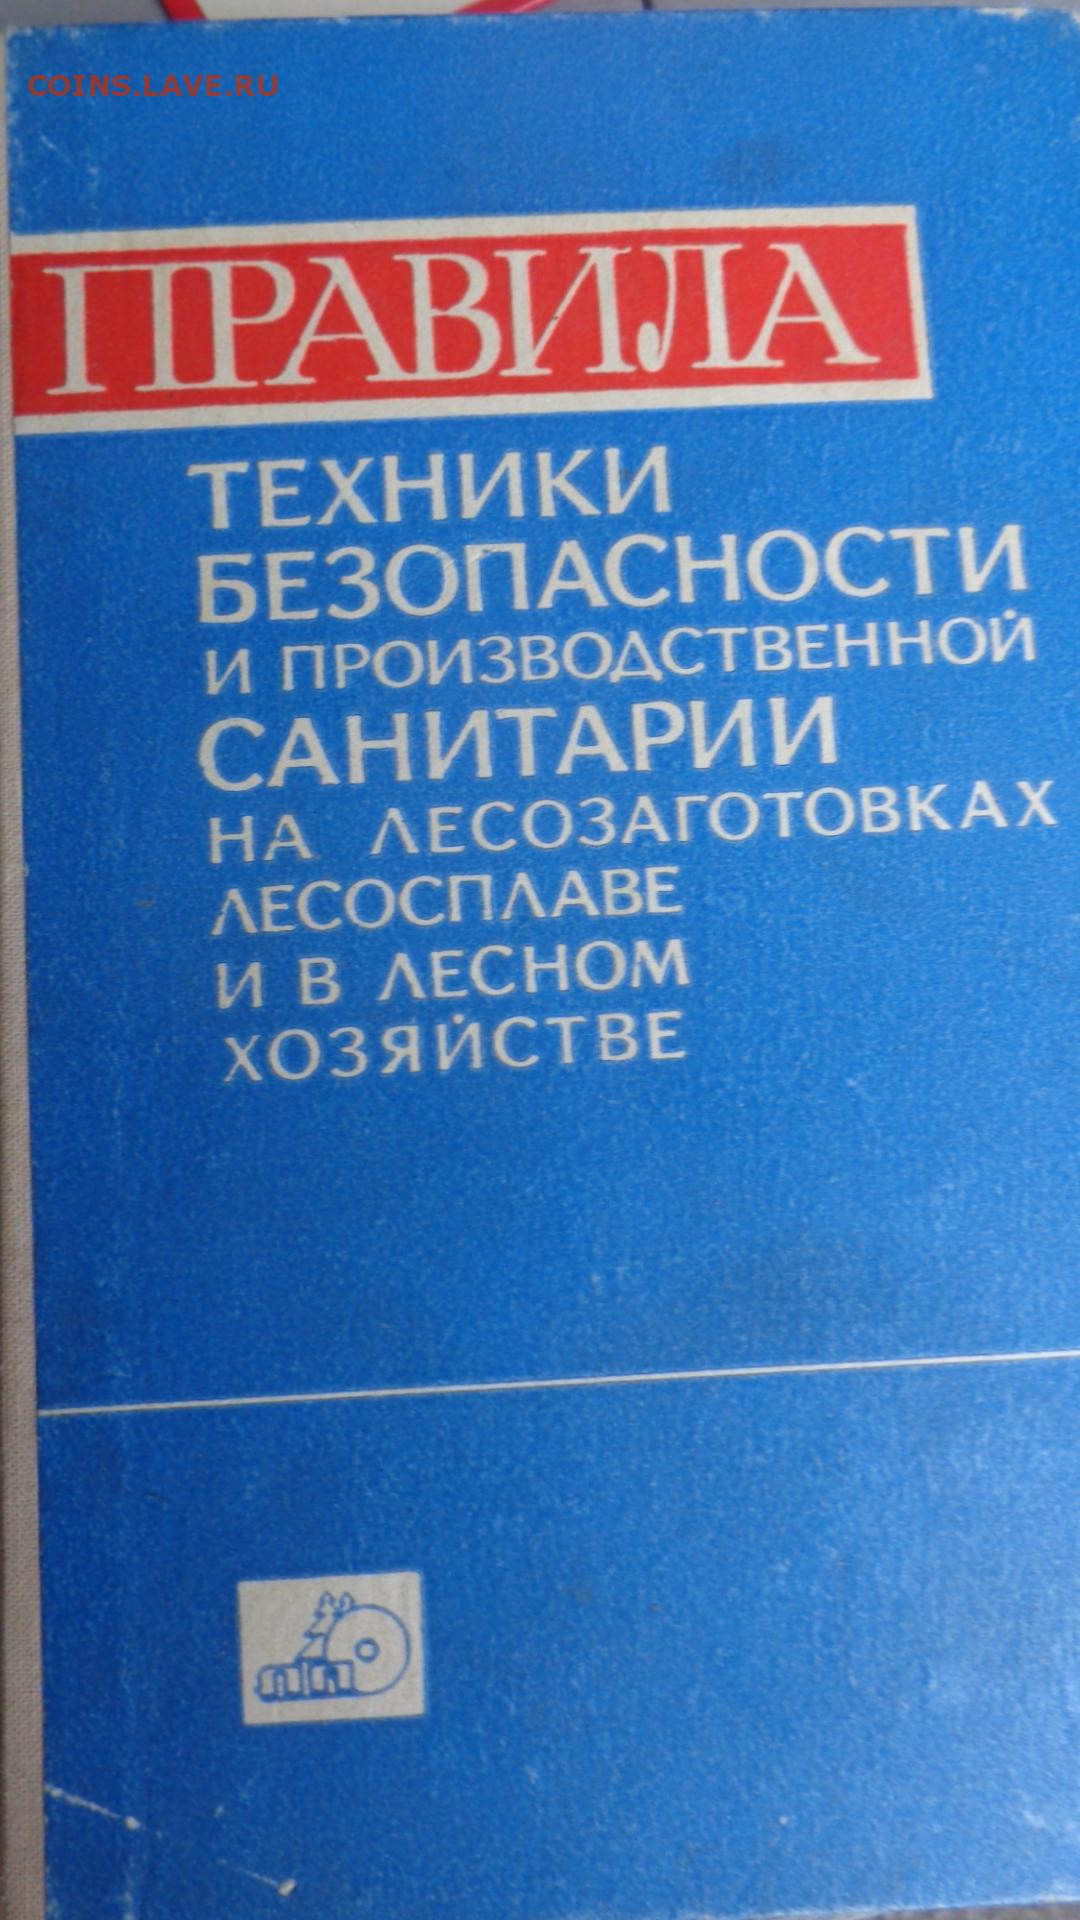 COINS.LAVE.RU
ПРАВИЛА
ТЕХНИКИ
БЕЗОПАСНОСТИ
И ПРОИЗВОДСТВЕННОЙ
САНИТАРИИ
НА ЛЕСОЗАГОТОВКАХ
ЛЕСОСПЛАВЕ
И В ЛЕСНОМ
ХОЗЯЙСТВЕ